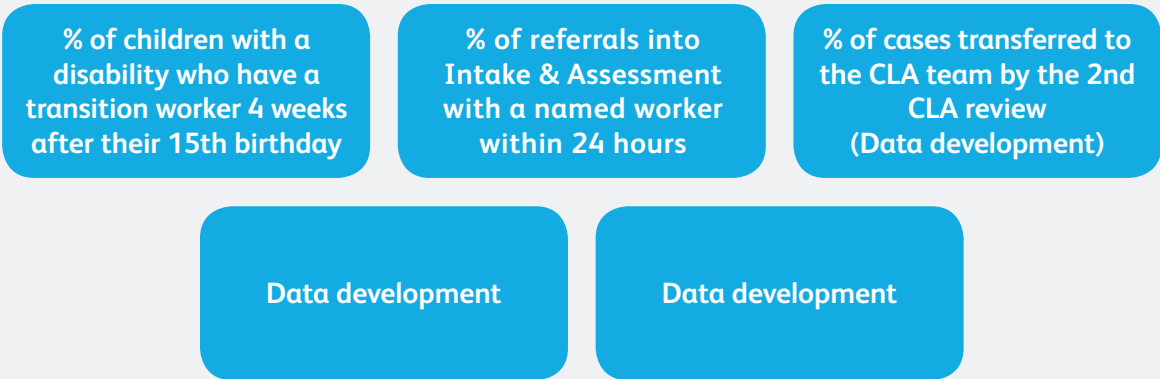 % of children with a
disability who have a
transition worker 4 weeks
after their 15th birthday
% of referrals into
Intake & Assessment
with a named worker
within 24 hours
% of cases transferred to
the CLA team by the 2nd
CLA review
(Data development)
Data development
Data development